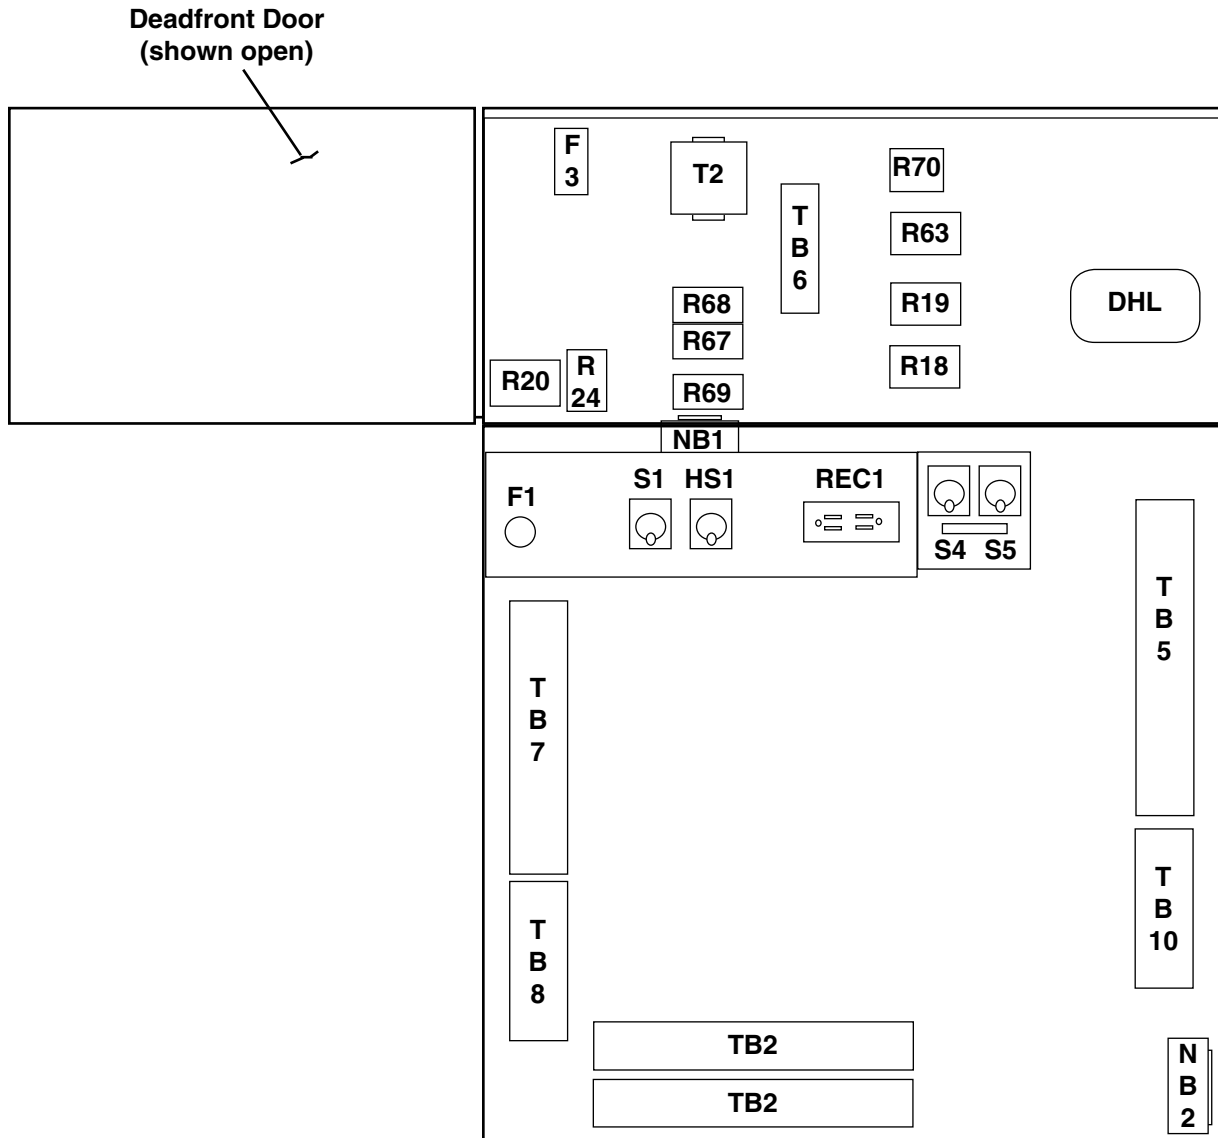 Deadfront Door
(shown open)
F
3
T2
T
B
6
R70
R63
R19
R18
DHL
R68
R67
R69
R20
R
24
NB1
F1
S1 HS1
REC1
S4 S5
T
B
5
T
B
7
T
B
10
T
B
8
TB2
TB2
N
B
2